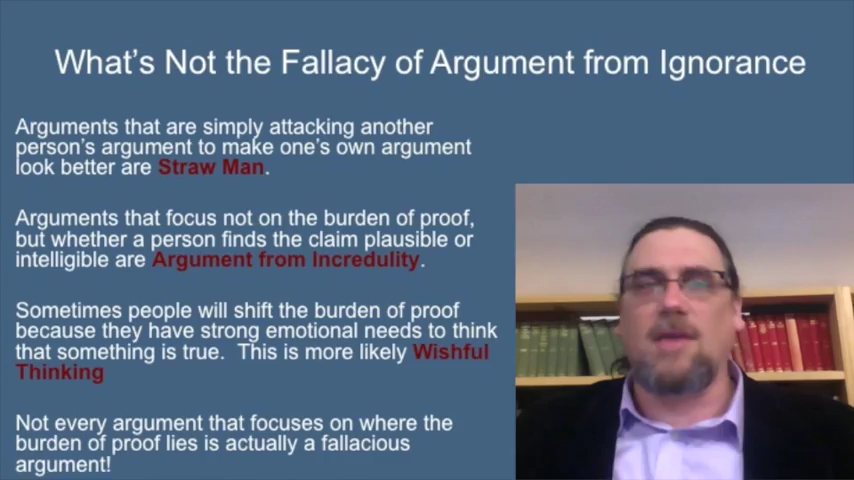 What's Not the Fallacy of Argument from Ignorance
Arguments that are simply attacking another
person's argument to make one's own argument
look better are Straw Man.
Arguments that focus not on the burden of proof,
but whether a person finds the claim plausible or
intelligible are Argument from Incredulity.
Sometimes people will shift the burden of proof
because they have strong emotional needs to think
that something is true.  This is more likely Wishful
Thinking
Not every argument that focuses on where the
burden of proof lies is actually a fallacious
argument!